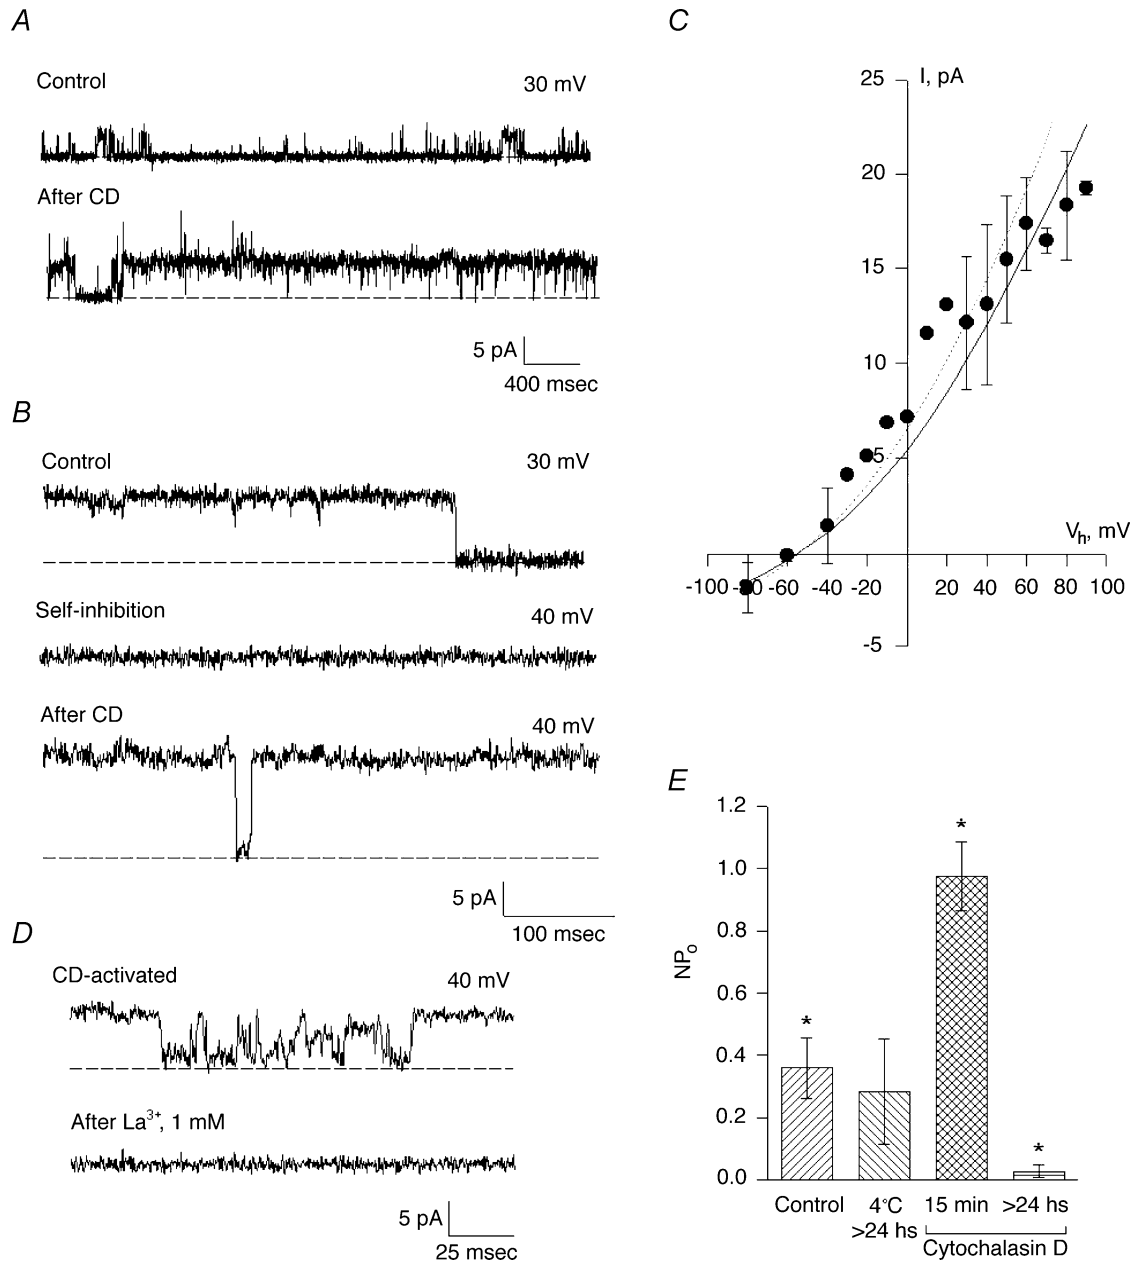 A
Control
30 mV
After CD
5 pA
400 msec
B
Control
30 mV
Self-inhibition
40 mV
After CD
40 mV
5 pA
100 msec
D
CD-activated
40 mV
After La3+, 1 mM
5 pA
25 msec
C
I, pA
25
20
15
10
5
-5
Vh, mV
-100 -80 -60 -40 -20 20 40 60 80 100
E
NPo
1.2
1.0
0.8
0.6
0.4
0.2
0.0
* * *
Control 4°C 15 min >24 hs
>24 hs
Cytochalasin D